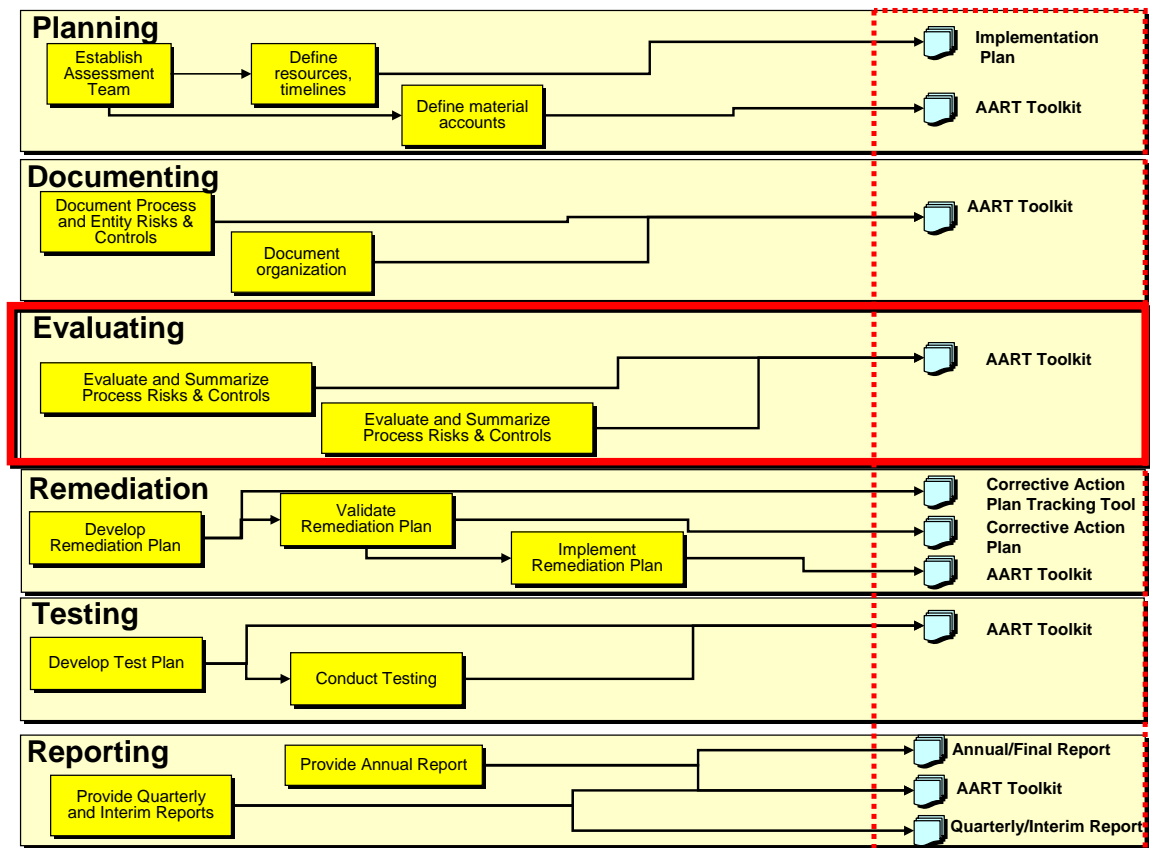 Planning
Establish
Assessment
Team
Define
resources,
timelines
Define material
accounts
Implementation
Plan
AART Toolkit
Documenting
Document Process
and Entity Risks &
Controls
Document
organization
AART Toolkit
Evaluating
Evaluate and Summarize
Process Risks & Controls
Evaluate and Summarize
Process Risks & Controls
AART Toolkit
Remediation
Develop
Remediation Plan
Validate
Remediation Plan
Implement
Remediation Plan
Corrective Action
Plan Tracking Tool
Corrective Action
Plan
AART Toolkit
Testing
Develop Test Plan
Conduct Testing
AART Toolkit
Reporting
Provide Annual Report
Provide Quarterly
and Interim Reports
Annual/Final Report
AART Toolkit
Quarterly/Interim Report